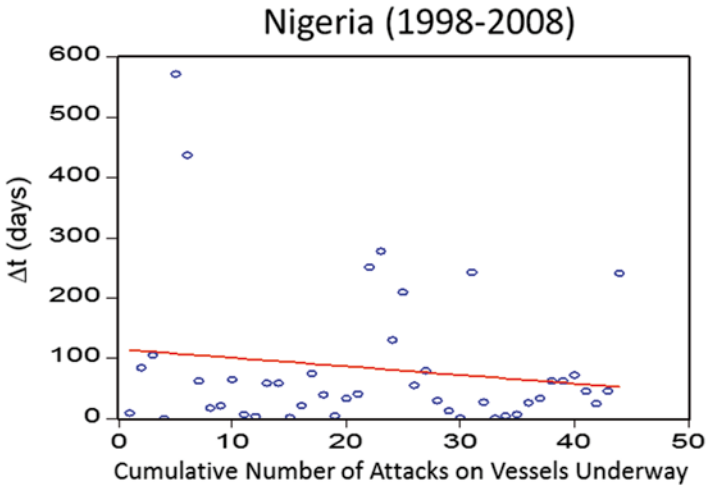 Nigeria (1998-2008)
600
500
400
300
200
100
0
Δt (days)
0 10 20 30 40 50
Cumulative Number of Attacks on Vessels Underway